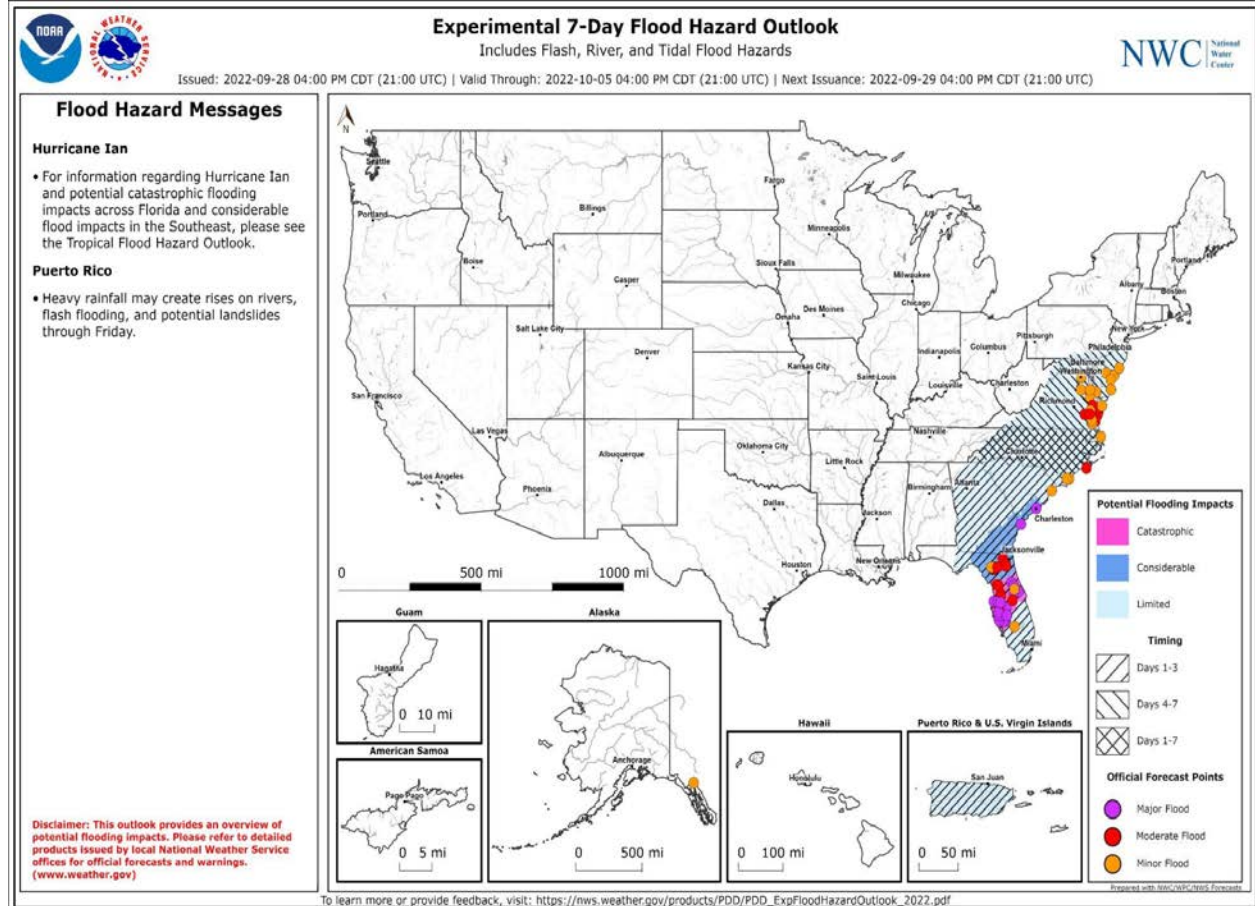 Experimental 7-Day Flood Hazard Outlook
Includes Flash, River, and Tidal Flood Hazards
Issued: 2022-09-28 04:00 PM CDT (21:00 UTC) | Valid Through: 2022-10-05 04:00 PM CDT (21:00 UTC) | Next Issuance: 2022-09-29 04:00 PM CDT (21:00 UTC)
NOAA
NATIONAL WEATHER SERVICE
NWC National
Water
Center
Flood Hazard Messages
Hurricane Ian
• For information regarding Hurricane Ian
and potential catastrophic flooding
impacts across Florida and considerable
flood impacts in the Southeast, please see
the Tropical Flood Hazard Outlook.
Puerto Rico
• Heavy rainfall may create rises on rivers,
flash flooding, and potential landslides
through Friday.
Disclaimer: This outlook provides an overview of
potential flooding impacts. Please refer to detailed
products issued by local National Weather Service
offices for official forecasts and warnings.
(www.weather.gov)
N
Seattle
Portland
Billings
Fargo
Minneapolis
Boise
Casper
Sioux Falls
Milwaukee
Chicago
Albany
Portland
Boston
New York
Salt Lake City
Omaha
Des Moines
Pittsburgh
Philadelphia
Denver
Indianapolis
Columbus
Baltimore
Washington
Kansas City
Saint Louis
Louisville
Charleston
Richmond
San Francisco
Las Vegas
Nashville
Albuquerque
Oklahoma City
Charlotte
Los Angeles
Little Rock
Phoenix
Birmingham
Atlanta
Dallas
Jackson
Charleston
Jacksonville
Houston
New Orleans
Miami
0 500 mi 1000 mi
Guam
Hagatna
0 10 mi
American Samoa
Pago Pago
0 5 mi
Alaska
Anchorage
0 500 mi
Hawaii
Honolulu
0 100 mi
Puerto Rico & U.S. Virgin Islands
San Juan
0 50 mi
Potential Flooding Impacts
Catastrophic
Considerable
Limited
Timing
Days 1-3
Days 4-7
Days 1-7
Official Forecast Points
Major Flood
Moderate Flood
Minor Flood
Prepared with NWC/WPC/NWS Forecasts
To learn more or provide feedback, visit: https://nws.weather.gov/products/PDD/PDD_ExpFloodHazardOutlook_2022.pdf